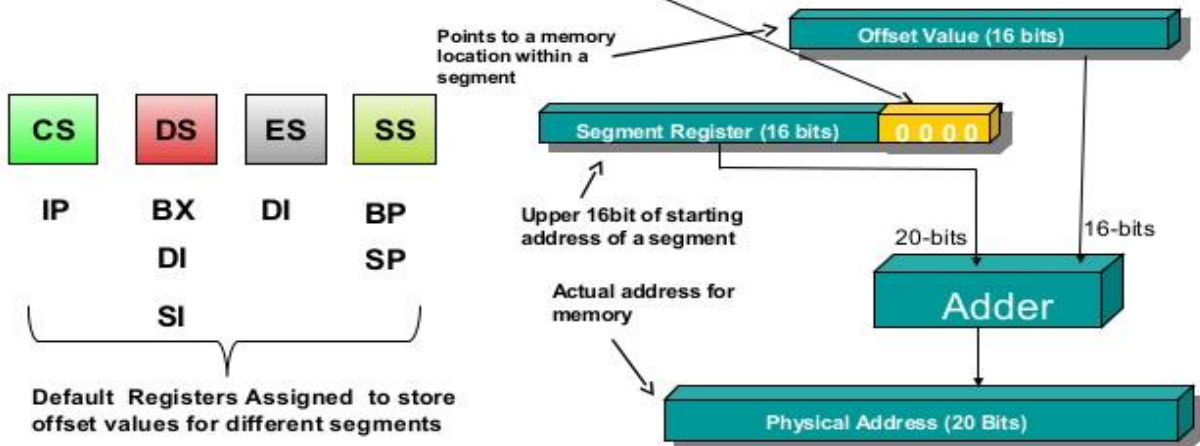 Points to a memory
location within a
segment
Offset Value (16 bits)
CS
DS
ES
SS
Segment Register (16 bits)
0 0 0 0
IP
BX
DI
BP
DI
SP
SI
Upper 16bit of starting
address of a segment
20-bits
16-bits
Actual address for
memory
Adder
Default Registers Assigned to store
offset values for different segments
Physical Address (20 Bits)